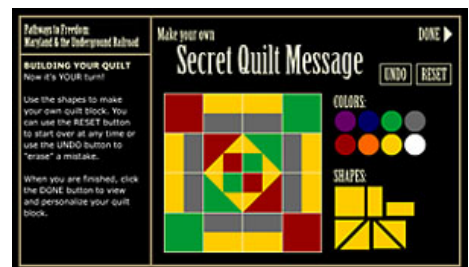 Pathways to Freedom:
Maryland & the Underground Railroad
BUILDING YOUR QUILT
Now it's YOUR turn!
Use the shapes to make
your own quilt block. You
can use the RESET button
to start over at any time or
use the UNDO button to
"erase" a mistake.
When you are finished, click
the DONE button to view
and personalize your quilt
block.
Make your own
Secret Quilt Message
DONE
UNDO
RESET
COLORS:
SHAPES: